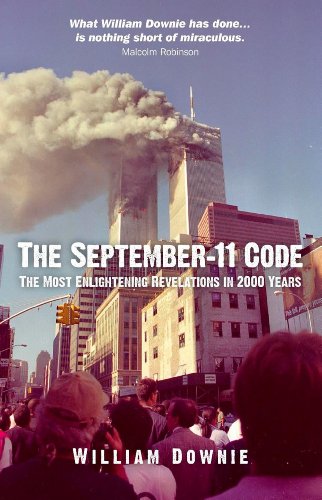 What William Downie has done...
is nothing short of miraculous.
Malcolm Robinson
THE SEPTEMBER-11 CODE
THE MOST ENLIGHTENING REVELATIONS IN 2000 YEARS
WILLIAM DOWNIE